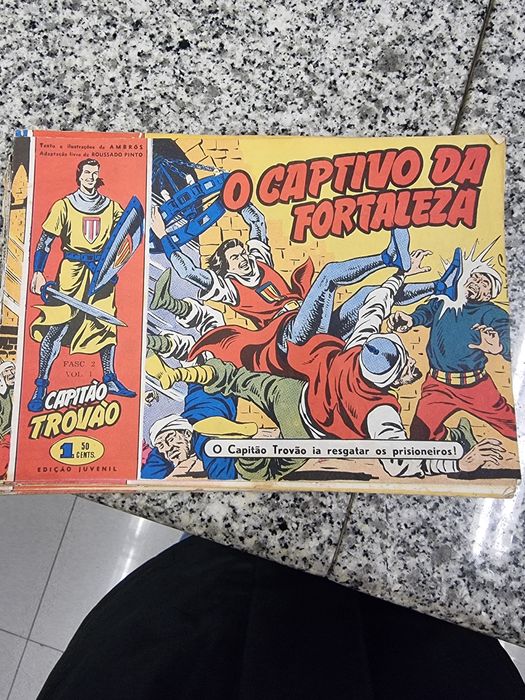 Texto e ilustrações de AMBRÓS
Adaptação livre de ROUSSADO PINTO
FASC 2
VOL. 1
CAPITÃO
TROVÃO
1. 50
CENTS.
EDIÇÃO JUVENIL
O CAPTIVO DA
FORTALEZA
O Capitão Trovão ia resgatar os prisioneiros!